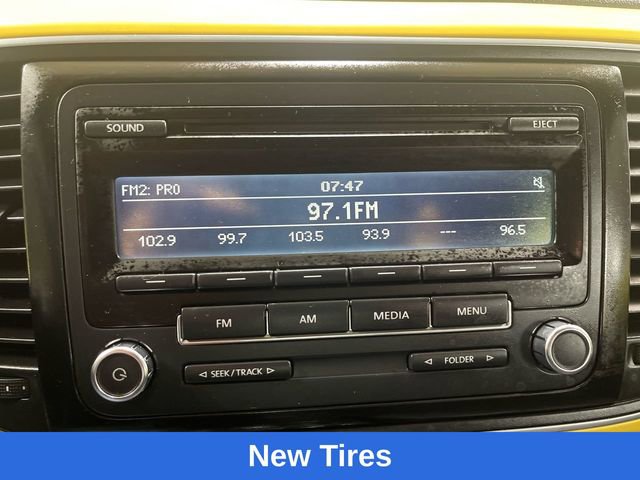 SOUND
EJECT
FM2: PRO
07:47
97.1FM
102.9 99.7 103.5 93.9 --- 96.5
FM AM MEDIA MENU
SEEK/TRACK
FOLDER
New Tires